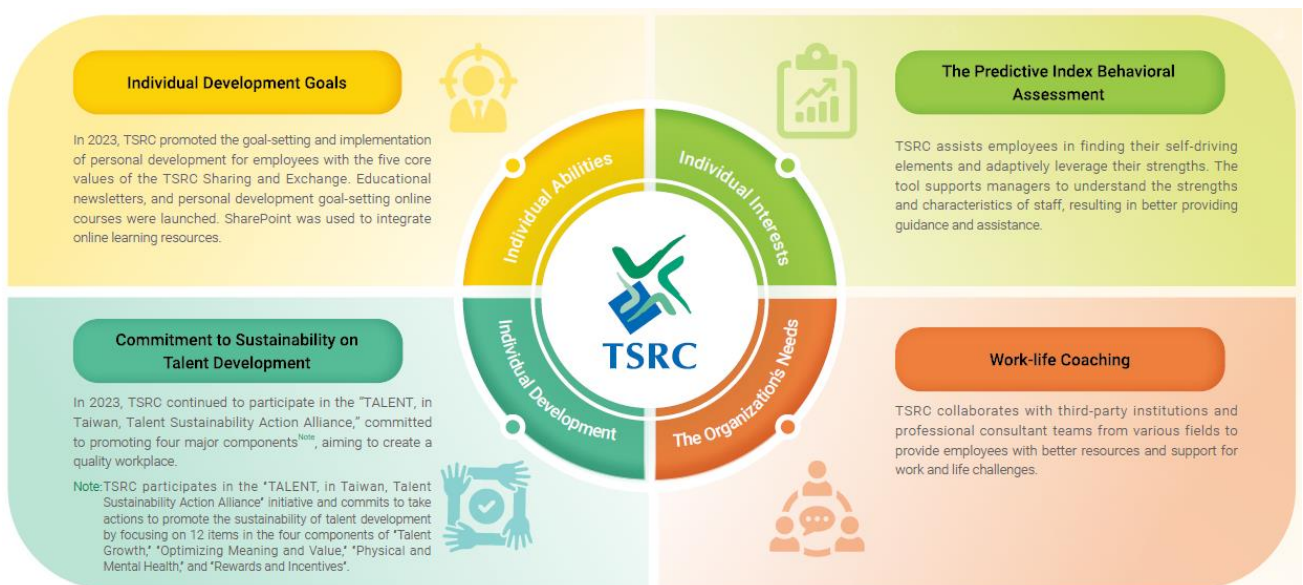 Individual Development Goals
In 2023, TSRC promoted the goal-setting and implementation
of personal development for employees with the five core
values of the TSRC Sharing and Exchange. Educational
newsletters, and personal development goal-setting online
courses were launched. SharePoint was used to integrate
online learning resources.
The Predictive Index Behavioral
Assessment
TSRC assists employees in finding their self-driving
elements and adaptively leverage their strengths. The
tool supports managers to understand the strengths
and characteristics of staff, resulting in better providing
guidance and assistance.
Individual Abilities
Individual Interests
TSRC
Individual Development
The Organization's Needs
Commitment to Sustainability on
Talent Development
In 2023, TSRC continued to participate in the "TALENT, in
Taiwan, Talent Sustainability Action Alliance," committed
to promoting four major components Note, aiming to create a
quality workplace.
Note:TSRC participates in the "TALENT, in Taiwan, Talent
Sustainability Action Alliance" initiative and commits to take
actions to promote the sustainability of talent development
by focusing on 12 items in the four components of "Talent
Growth," "Optimizing Meaning and Value," "Physical and
Mental Health," and "Rewards and Incentives".
Work-life Coaching
TSRC collaborates with third-party institutions and
professional consultant teams from various fields to
provide employees with better resources and support for
work and life challenges.